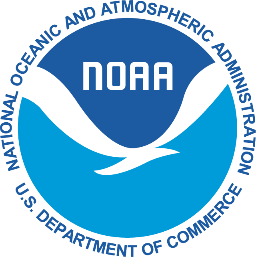 NATIONAL OCEANIC AND ATMOSPHERIC ADMINISTRATION
NOAA
U.S. DEPARTMENT OF COMMERCE